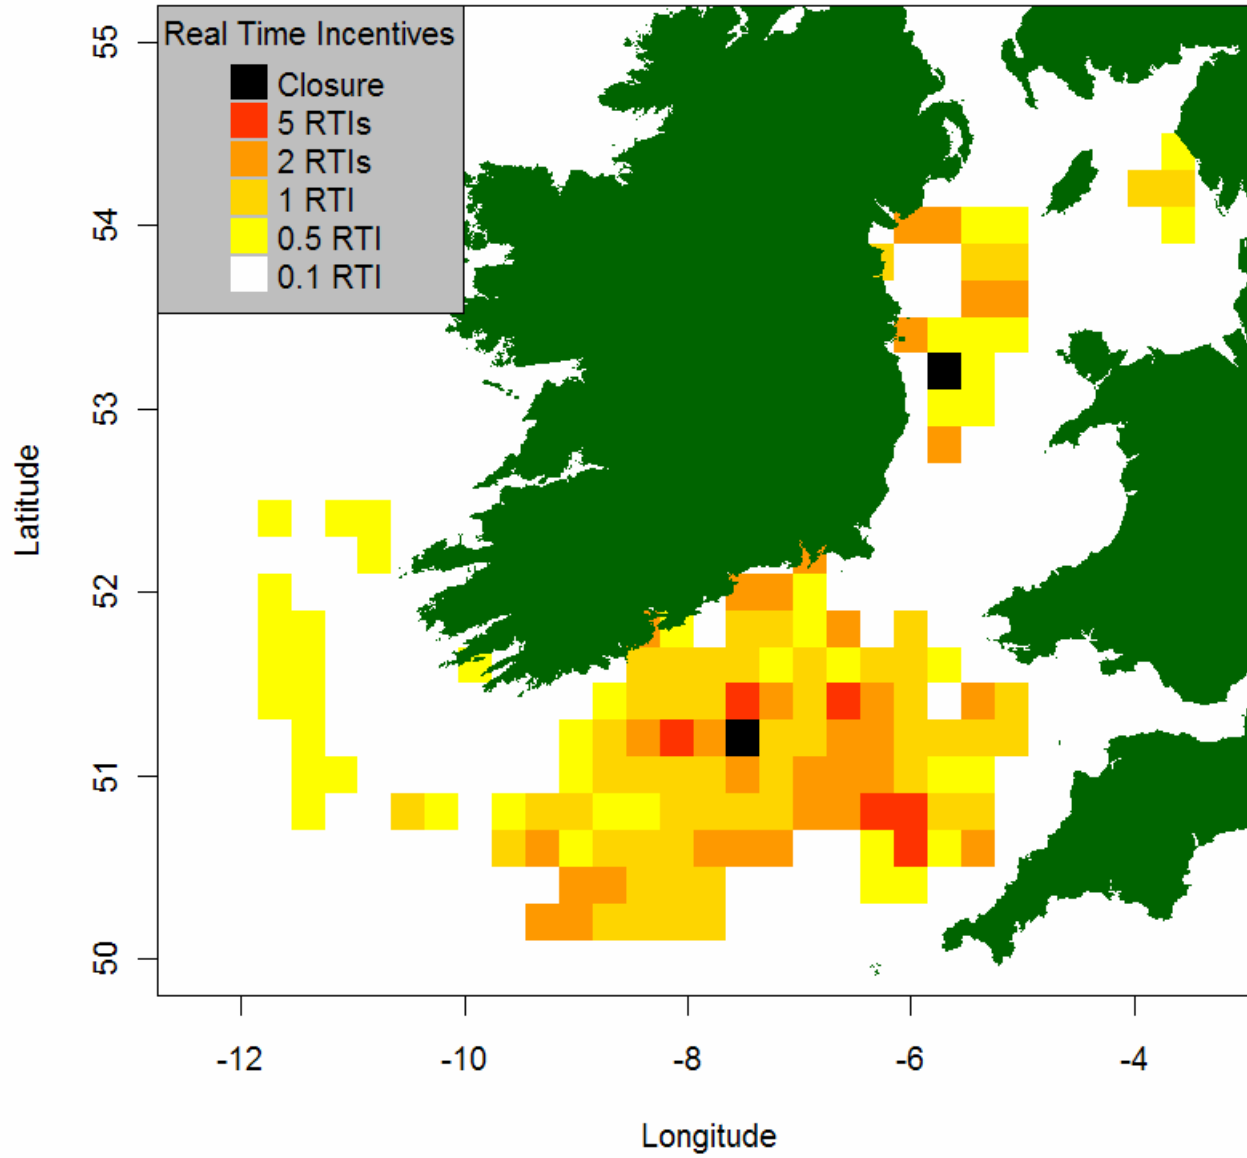 Real Time Incentives
Closure
5 RTIs
2 RTIs
1 RTI
0.5 RTI
0.1 RTI
55
54
53
52
51
50
Latitude
-12 -10 -8 -6 -4
Longitude